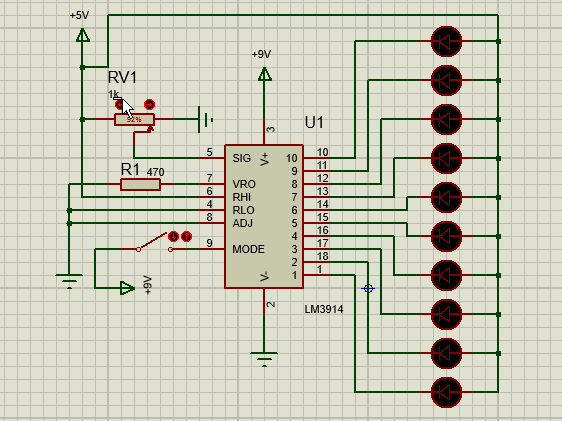 +5V
+9V
RV1
1k
52%
U1
3
5 SIG V+ 10 10
9 11
R1 470
7 VRO 8 12
6 RHI 7 13
4 RLO 6 14
8 ADJ 5 15
4 16
9 MODE 3 17
2 18
V- 1 1
+9V
2
LM3914